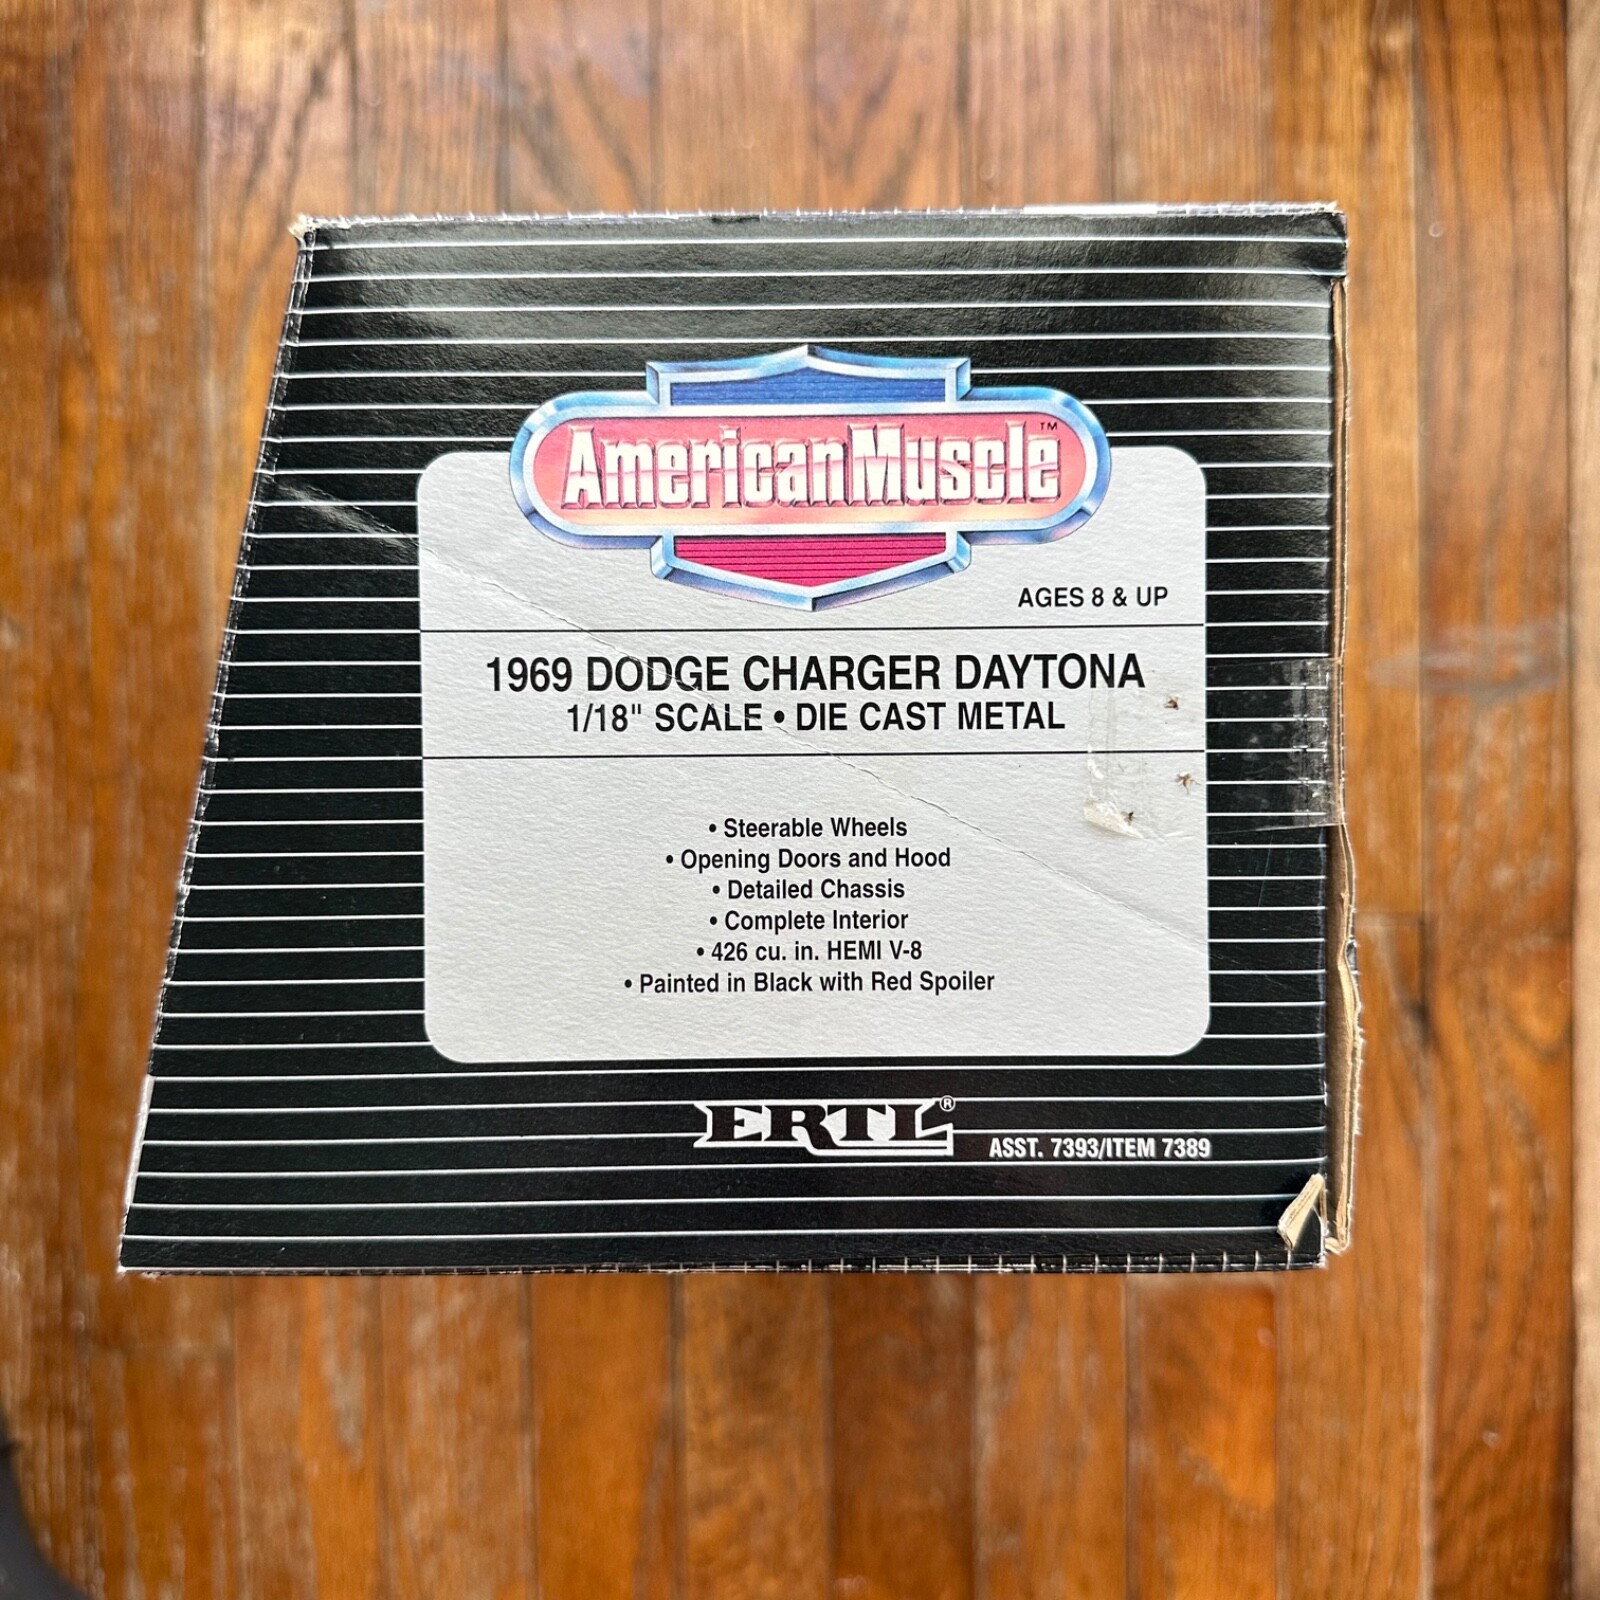 American Muscle™
AGES 8 & UP
1969 DODGE CHARGER DAYTONA
1/18" SCALE • DIE CAST METAL
• Steerable Wheels
• Opening Doors and Hood
• Detailed Chassis
• Complete Interior
• 426 cu. in. HEMI V-8
• Painted in Black with Red Spoiler
ERTL®
ASST. 7393/ITEM 7389